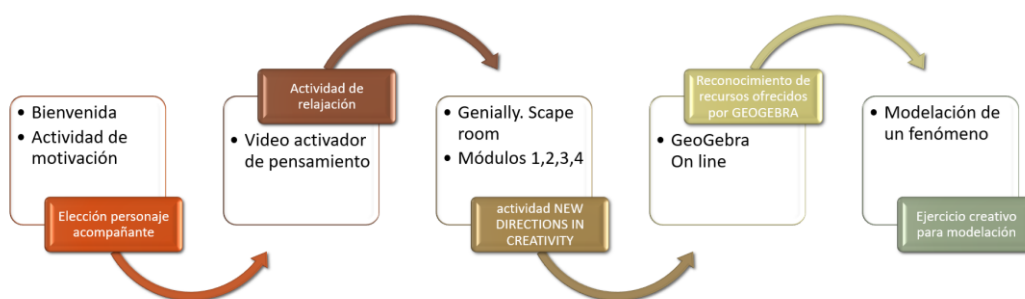 • Bienvenida
• Actividad de
motivación
Elección personaje
acompañante
Actividad de
relajación
• Video activador
de pensamiento
• Genially. Scape
room
• Módulos 1,2,3,4
actividad NEW
DIRECTIONS IN
CREATIVITY
Reconocimiento de
recursos ofrecidos
por GEOGEBRA
• GeoGebra
On line
• Modelación de
un fenómeno
Ejercicio creativo
para modelación